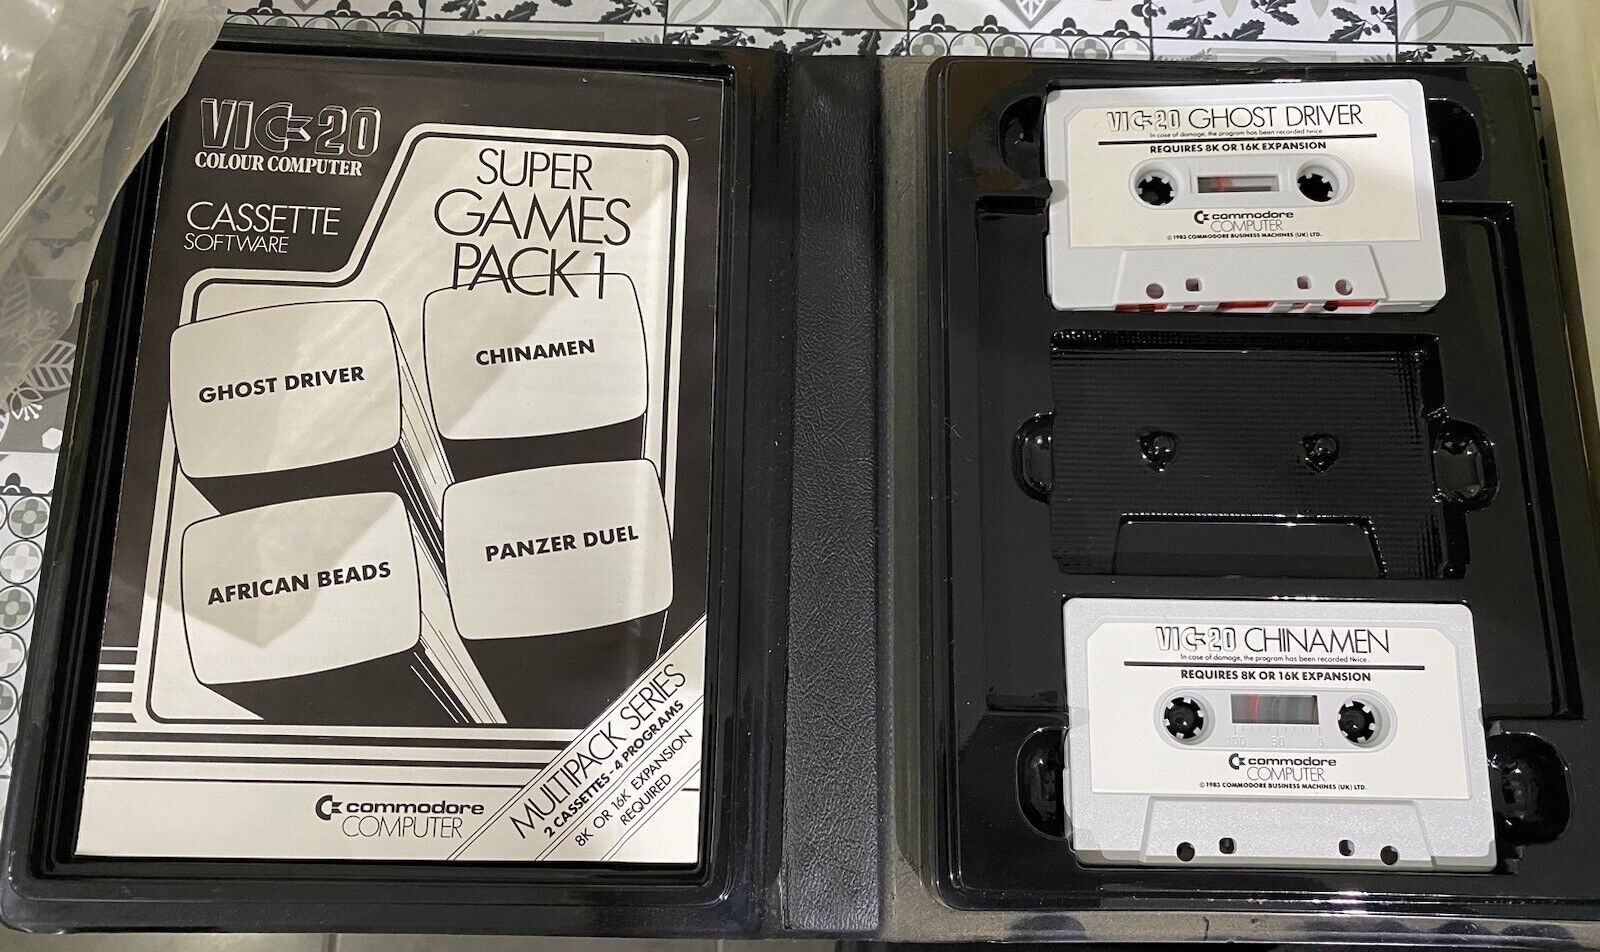 VIC-20
COLOUR COMPUTER
CASSETTE
SOFTWARE
SUPER
GAMES
PACK 1
GHOST DRIVER
CHINAMEN
AFRICAN BEADS
PANZER DUEL
MULTIPACK SERIES
2 CASSETTES - 4 PROGRAMS
8K OR 16K EXPANSION
REQUIRED
commodore
COMPUTER
VIC-20 GHOST DRIVER
In case of damage, the program has been recorded twice.
REQUIRES 8K OR 16K EXPANSION
commodore
COMPUTER
© 1983 COMMODORE BUSINESS MACHINES (UK) LTD.
VIC-20 CHINAMEN
In case of damage, the program has been recorded twice.
REQUIRES 8K OR 16K EXPANSION
100 50 0
commodore
COMPUTER
© 1983 COMMODORE BUSINESS MACHINES (UK) LTD.